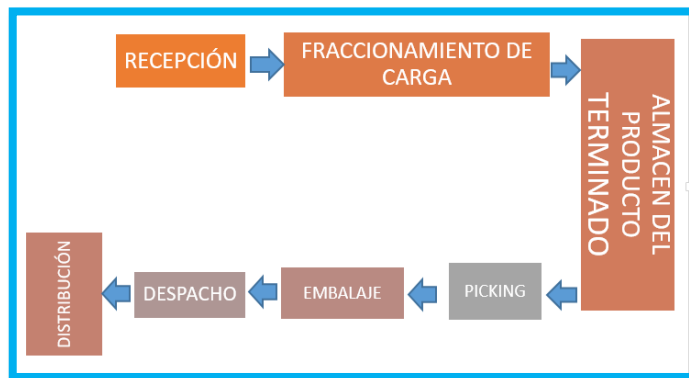 RECEPCIÓN
FRACCIONAMIENTO DE
CARGA
ALMACEN DEL
PRODUCTO
TERMINADO
PICKING
EMBALAJE
DESPACHO
DISTRIBUCIÓN